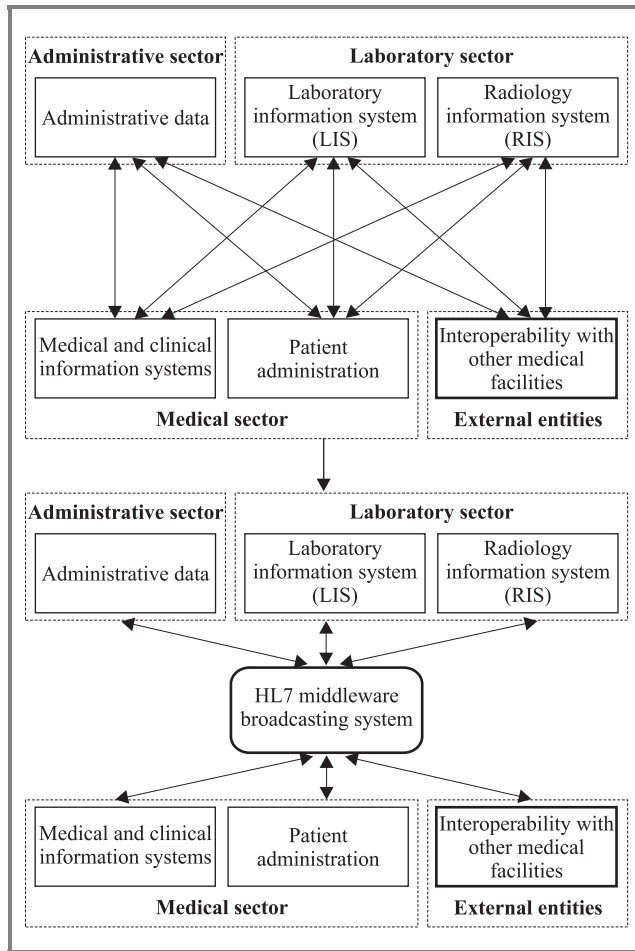 Administrative sector
Laboratory sector
Administrative data
Laboratory
information system
(LIS)
Radiology
information system
(RIS)
Medical and clinical
information systems
Patient
administration
Interoperability with
other medical
facilities
Medical sector
External entities
Administrative sector
Laboratory sector
Administrative data
Laboratory
information system
(LIS)
Radiology
information system
(RIS)
HL7 middleware
broadcasting system
Medical and clinical
information systems
Patient
administration
Interoperability with
other medical
facilities
Medical sector
External entities